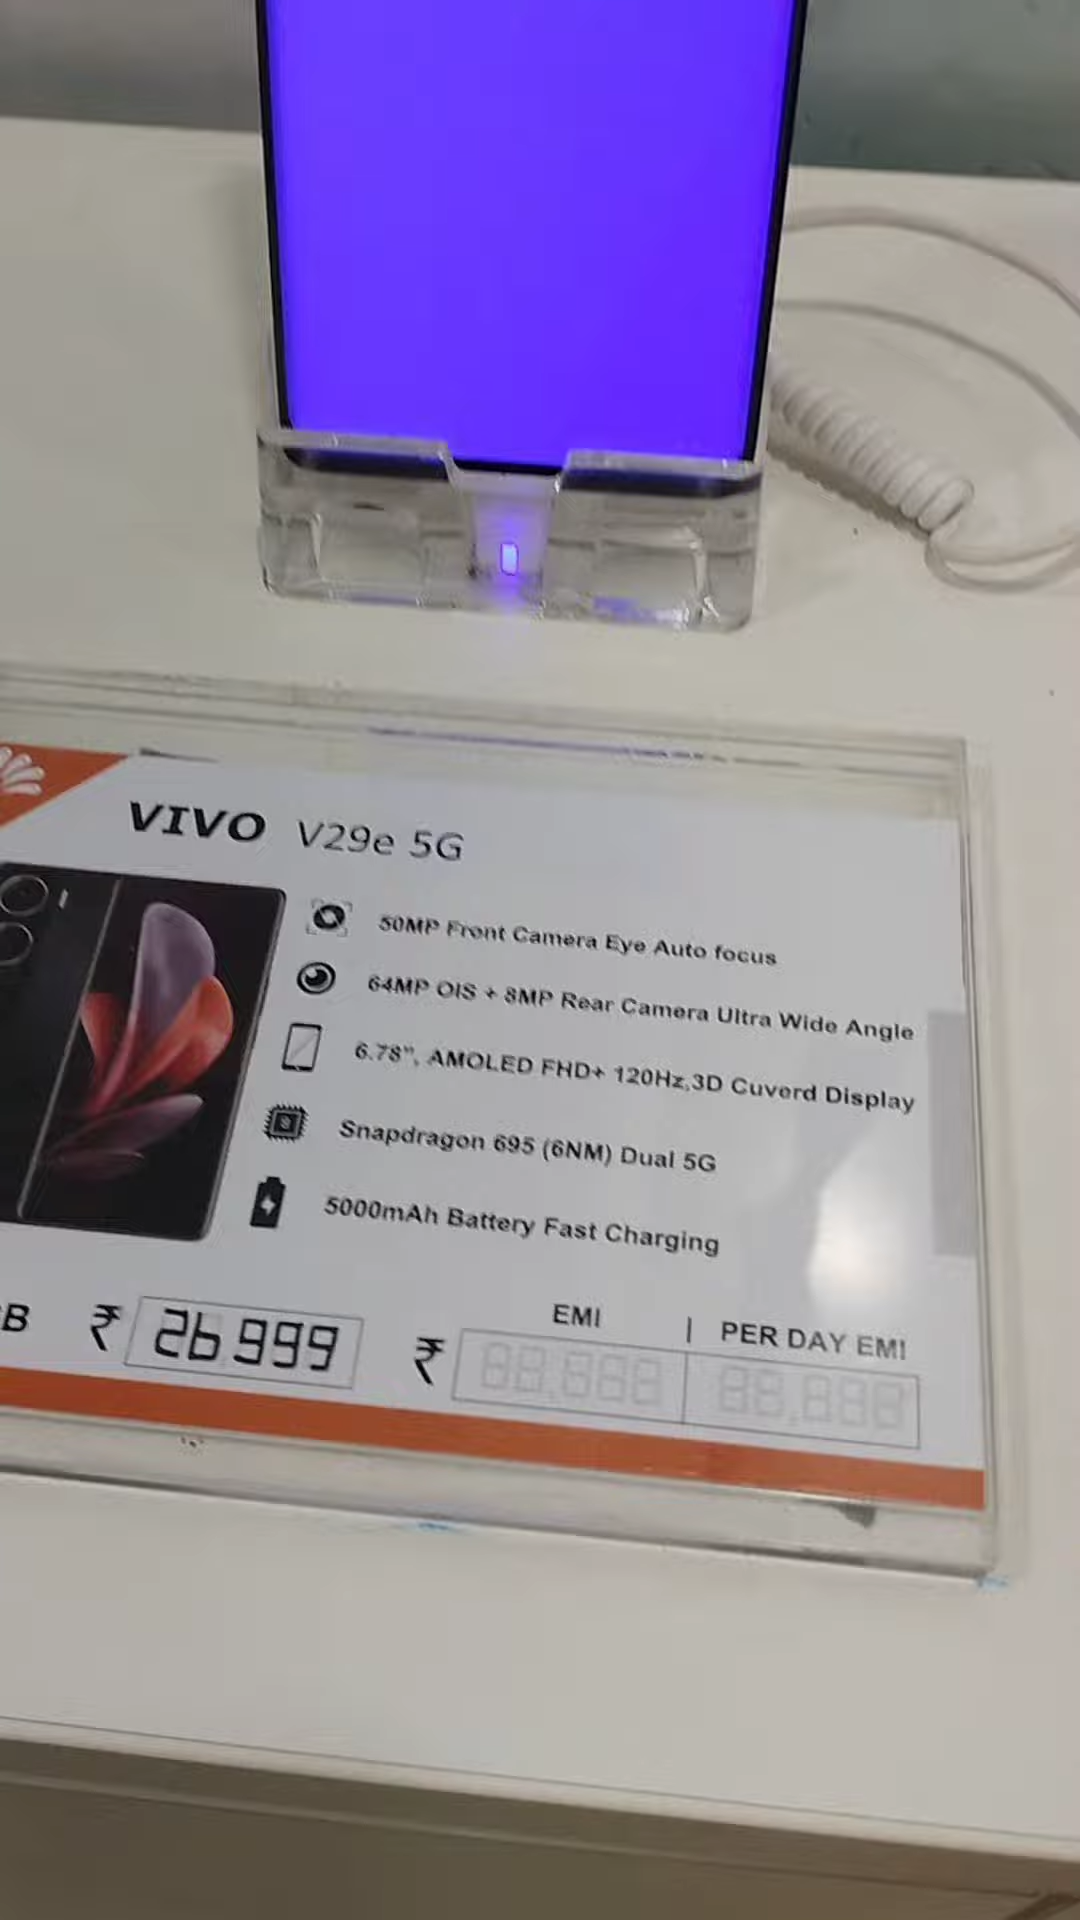 VIVO V29e 5G
50MP Front Camera Eye Auto focus
64MP OIS + 8MP Rear Camera Ultra Wide Angle
6.78", AMOLED FHD+ 120Hz,3D Cuverd Display
Snapdragon 695 (6NM) Dual 5G
5000mAh Battery Fast Charging
EMI | PER DAY EMI
B ₹ 26 999 ₹